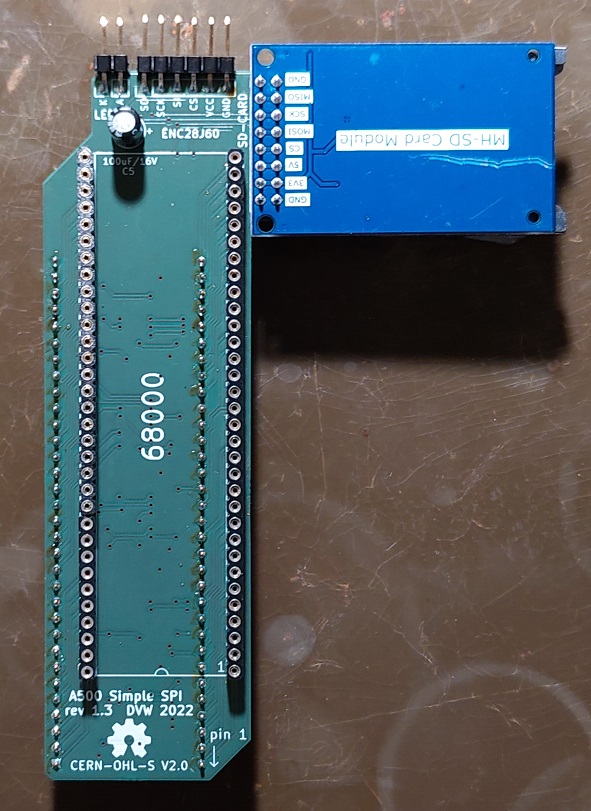 K
A
SO
SCK
SI
CS
VCC
GND
LED
+
ENC28J60
SD-CARD
100uF/16V
C5
68000
1
A500 Simple SPI
rev 1.3 DVW 2022
pin 1
CERN-OHL-S V2.0
GND
MISO
SCK
MOSI
CS
5V
3V3
GND
MH-SD Card Module